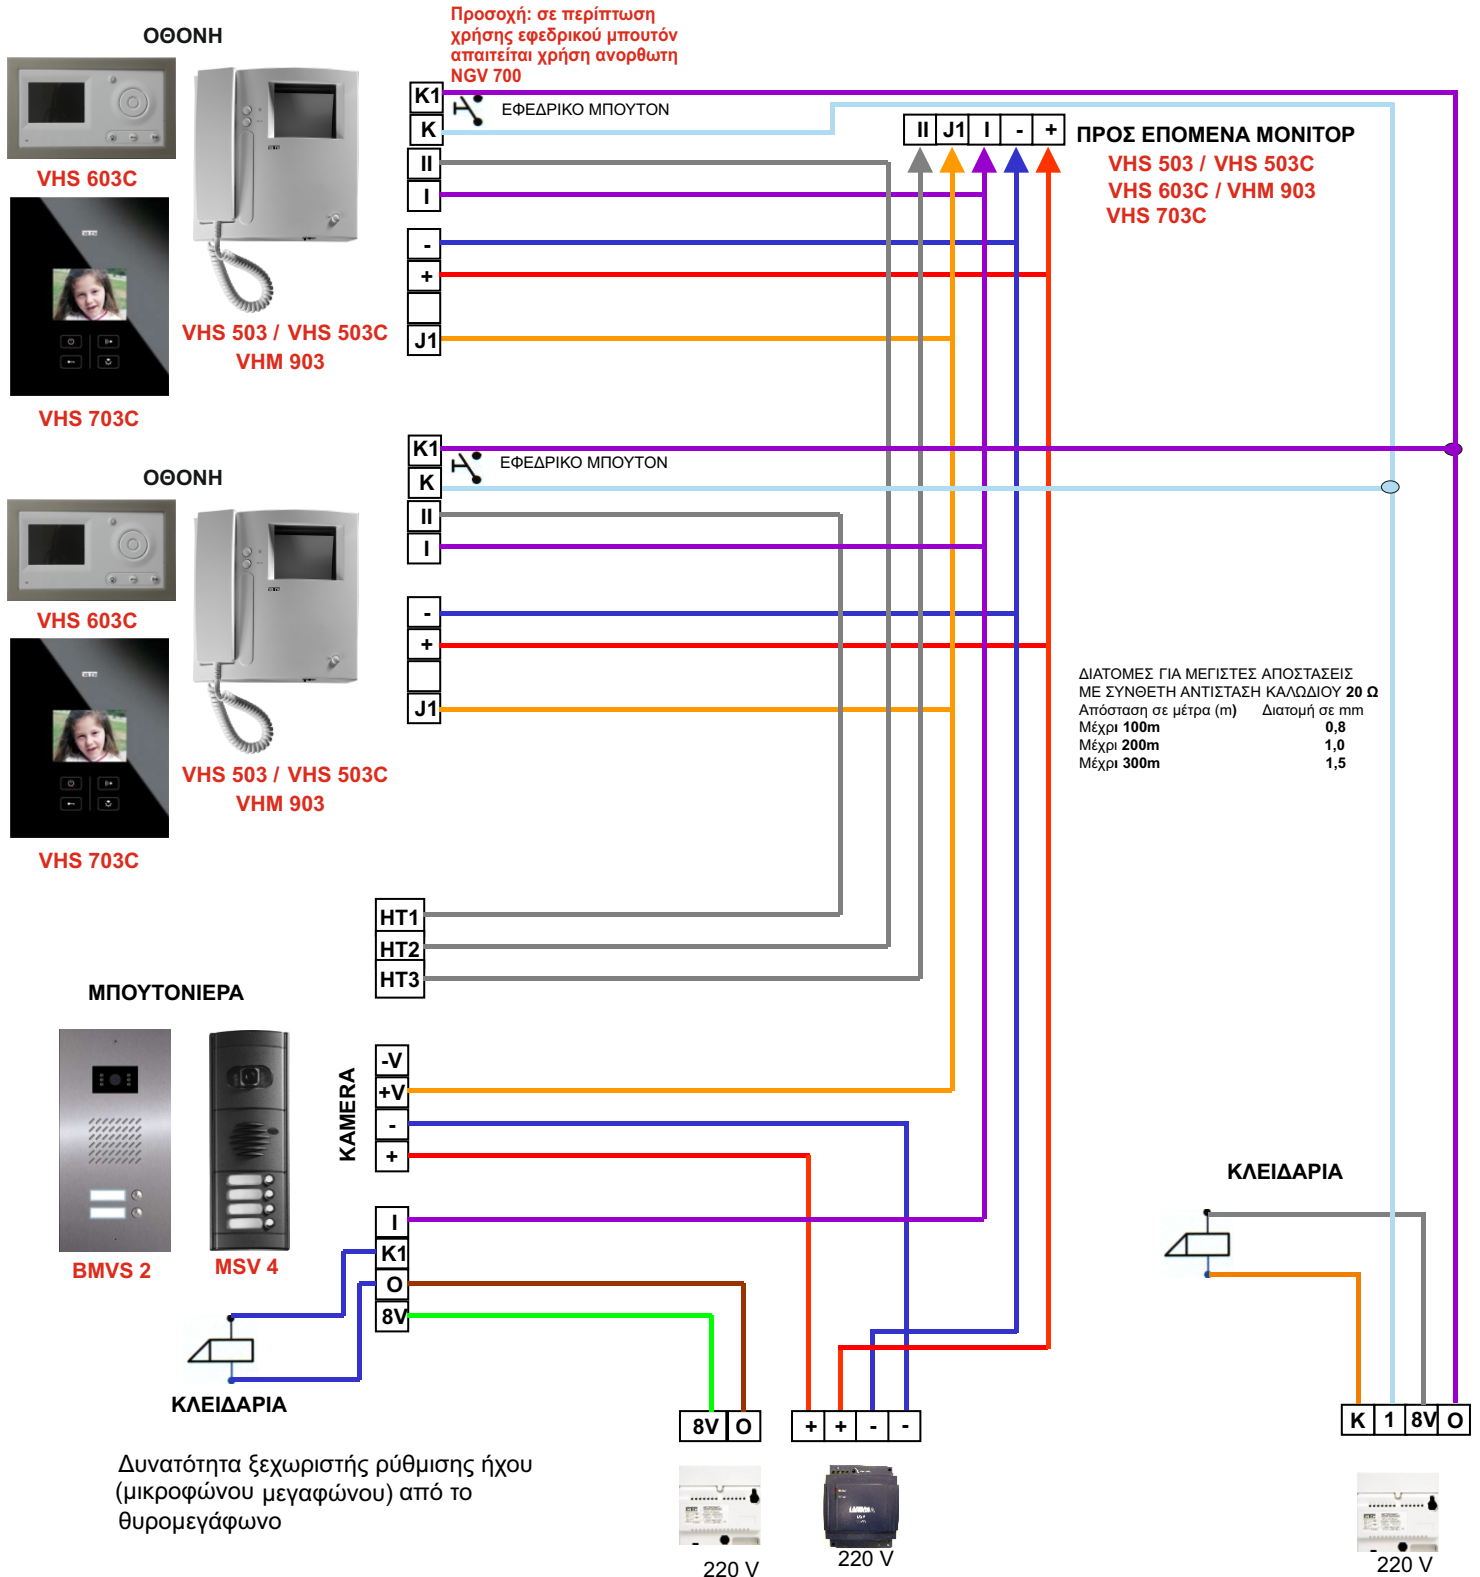 Προσοχή: σε περίπτωση
χρήσης εφεδρικού μπουτόν
απαιτείται χρήση ανορθωτη
NGV 700
ΟΘΟΝΗ
K1
ΕΦΕΔΡΙΚΟ ΜΠΟΥΤΟΝ
K
II
I
-
+
J1
II J1 I - +
ΠΡΟΣ ΕΠΟΜΕΝΑ ΜΟΝΙΤΟΡ
VHS 503 / VHS 503C
VHS 603C / VHM 903
VHS 703C
VHS 603C
VHS 503 / VHS 503C
VHM 903
VHS 703C
ΟΘΟΝΗ
K1
ΕΦΕΔΡΙΚΟ ΜΠΟΥΤΟΝ
K
II
I
-
+
J1
VHS 603C
VHS 503 / VHS 503C
VHM 903
VHS 703C
ΔΙΑΤΟΜΕΣ ΓΙΑ ΜΕΓΙΣΤΕΣ ΑΠΟΣΤΑΣΕΙΣ
ΜΕ ΣΥΝΘΕΤΗ ΑΝΤΙΣΤΑΣΗ ΚΑΛΩΔΙΟΥ 20 Ω
Απόσταση σε μέτρα (m) Διατομή σε mm
Μέχρι 100m 0,8
Μέχρι 200m 1,0
Μέχρι 300m 1,5
HT1
HT2
HT3
ΜΠΟΥΤΟΝΙΕΡΑ
KAMERA
-V
+V
-
+
I
K1
O
8V
BMVS 2
MSV 4
ΚΛΕΙΔΑΡΙΑ
ΚΛΕΙΔΑΡΙΑ
8V O
+ + - -
K 1 8V O
Δυνατότητα ξεχωριστής ρύθμισης ήχου
(μικροφώνου μεγαφώνου) από το
θυρομεγάφωνο
220 V
220 V
220 V